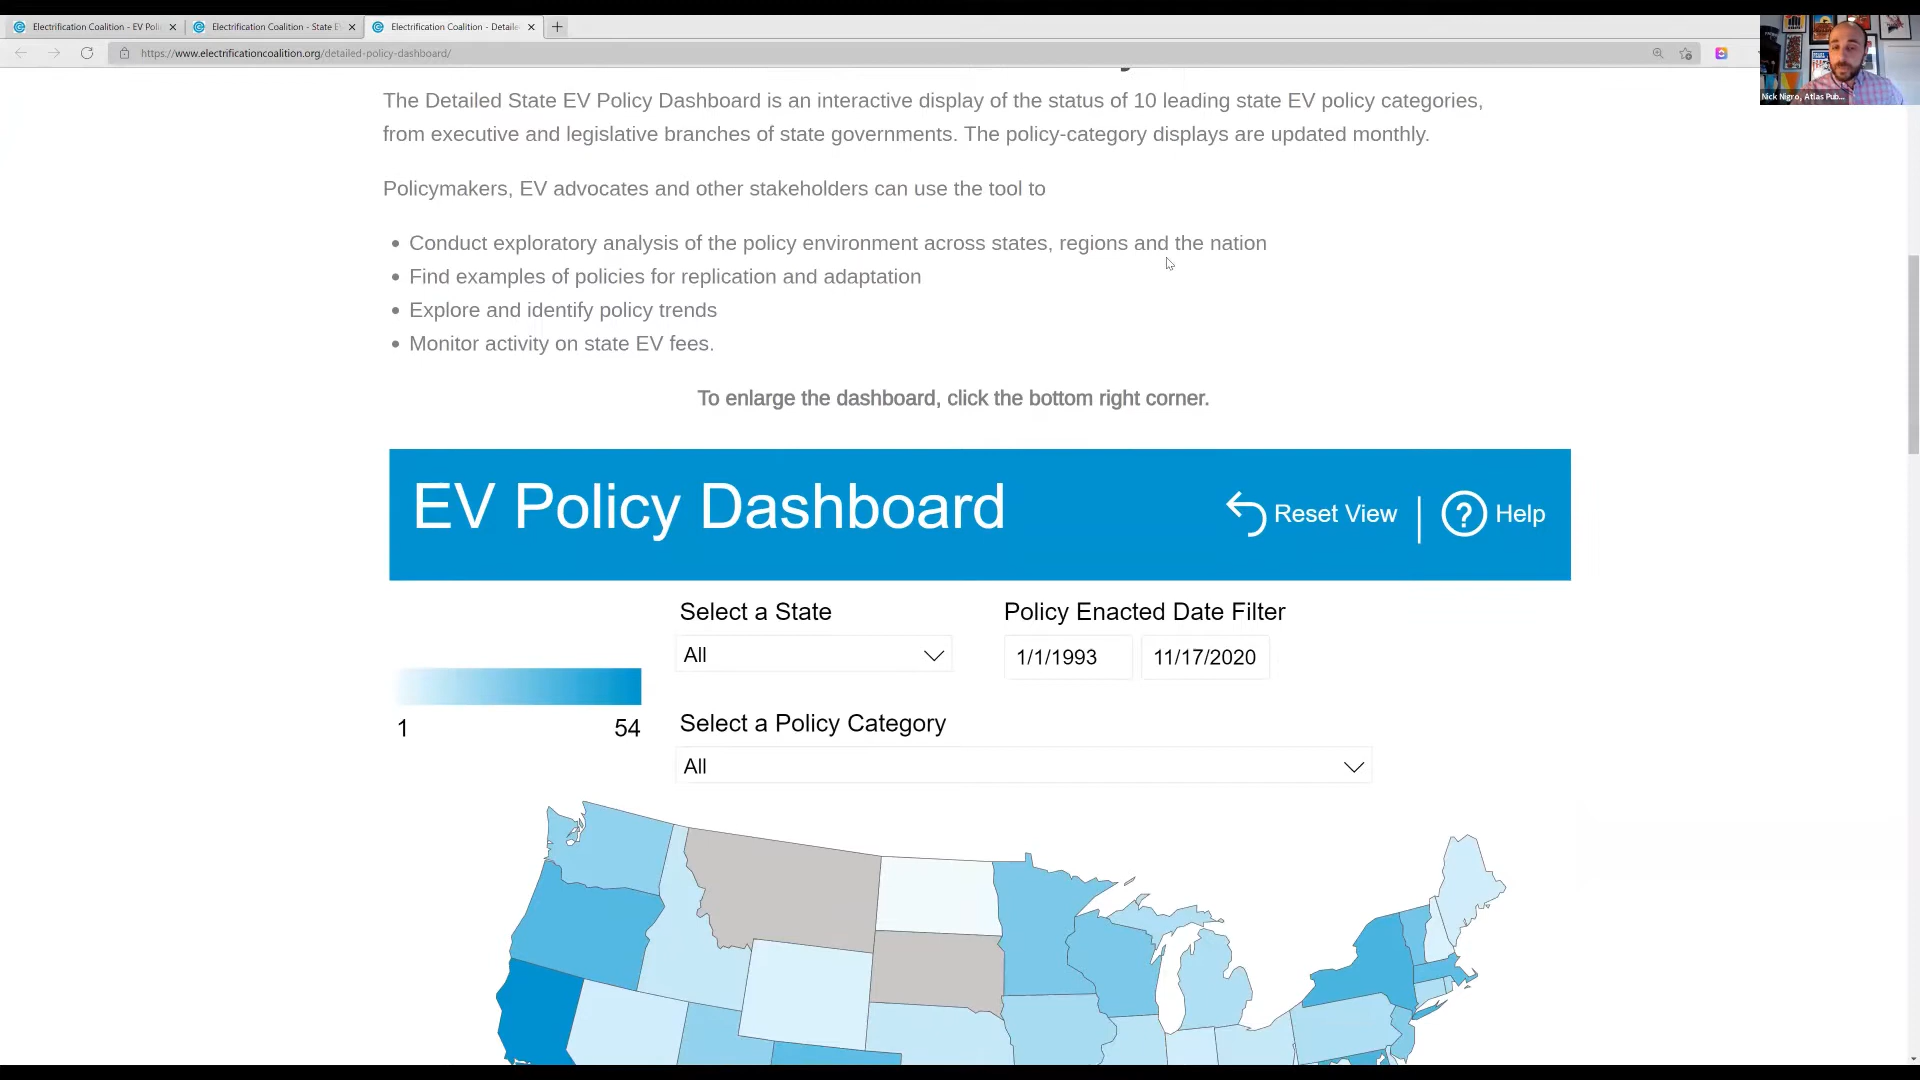 Electrification Coalition - EV Poli
Electrification Coalition - State E
Electrification Coalition - Detaile
https://www.electrificationcoalition.org/detailed-policy-dashboard/
Nick Nigro, Atlas Pub...
The Detailed State EV Policy Dashboard is an interactive display of the status of 10 leading state EV policy categories,
from executive and legislative branches of state governments. The policy-category displays are updated monthly.
Policymakers, EV advocates and other stakeholders can use the tool to
• Conduct exploratory analysis of the policy environment across states, regions and the nation
• Find examples of policies for replication and adaptation
• Explore and identify policy trends
• Monitor activity on state EV fees.
To enlarge the dashboard, click the bottom right corner.
EV Policy Dashboard
Reset View | ? Help
Select a State
Policy Enacted Date Filter
All
1/1/1993
11/17/2020
1
54
Select a Policy Category
All